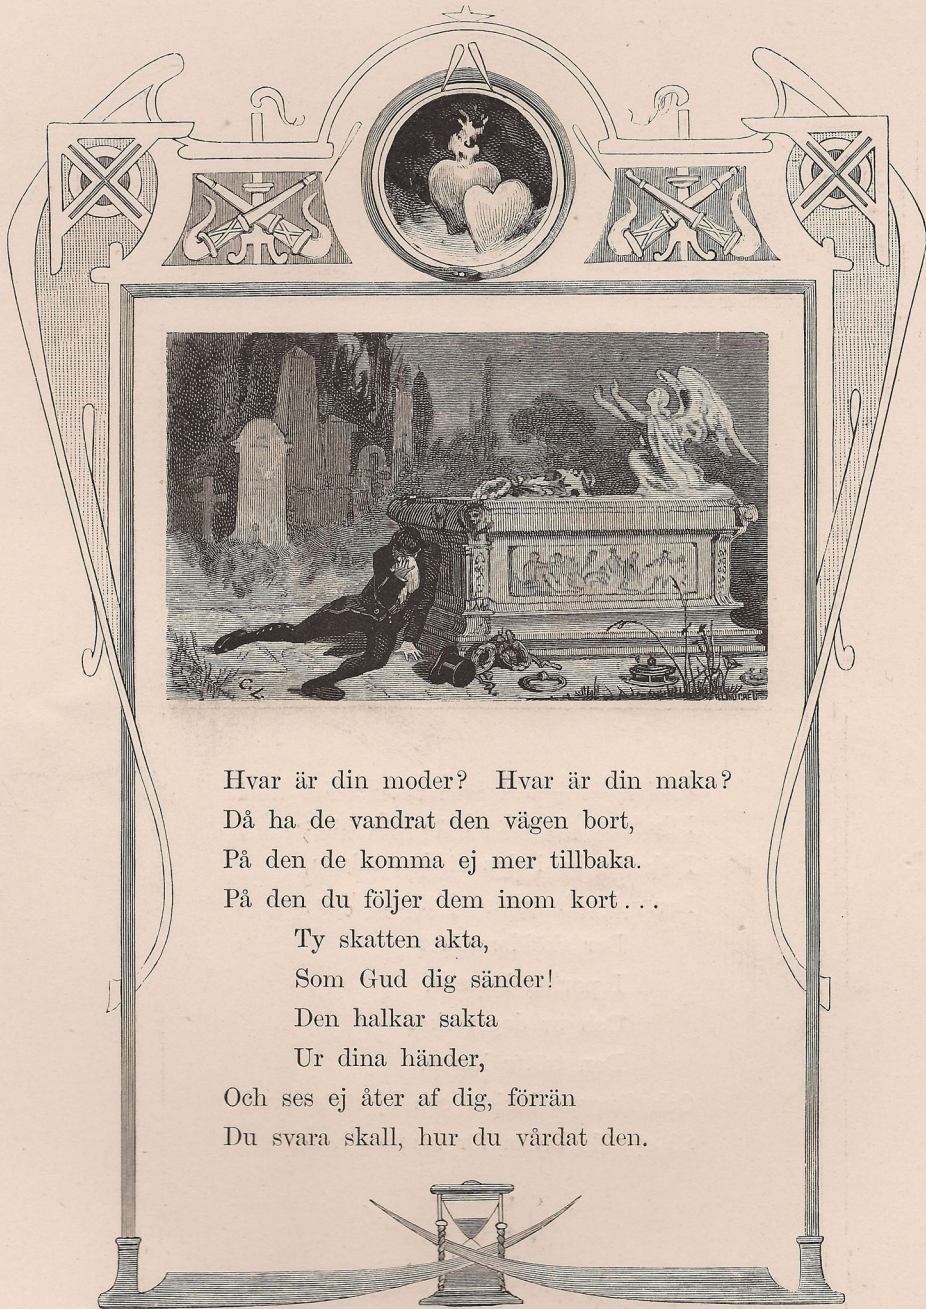 C. L.
Hvar är din moder? Hvar är din maka?
Då ha de vandrat den vägen bort,
På den de komma ej mer tillbaka.
På den du följer dem inom kort...
Ty skatten akta,
Som Gud dig sänder!
Den halkar sakta
Ur dina händer,
Och ses ej åter af dig, förrän
Du svara skall, hur du vårdat den.